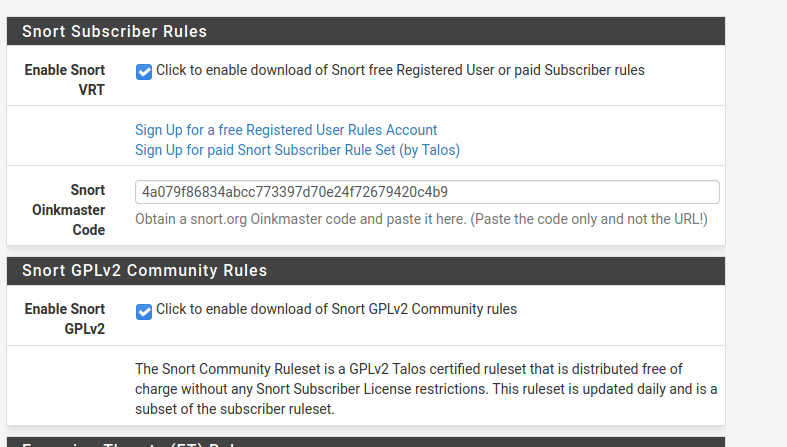 Snort Subscriber Rules
Enable Snort VRT
Click to enable download of Snort free Registered User or paid Subscriber rules
Sign Up for a free Registered User Rules Account
Sign Up for paid Snort Subscriber Rule Set (by Talos)
Snort Oinkmaster Code
4a079f86834abcc773397d70e24f72679420c4b9
Obtain a snort.org Oinkmaster code and paste it here. (Paste the code only and not the URL!)
Snort GPLv2 Community Rules
Enable Snort GPLv2
Click to enable download of Snort GPLv2 Community rules
The Snort Community Ruleset is a GPLv2 Talos certified ruleset that is distributed free of
charge without any Snort Subscriber License restrictions. This ruleset is updated daily and is a
subset of the subscriber ruleset.